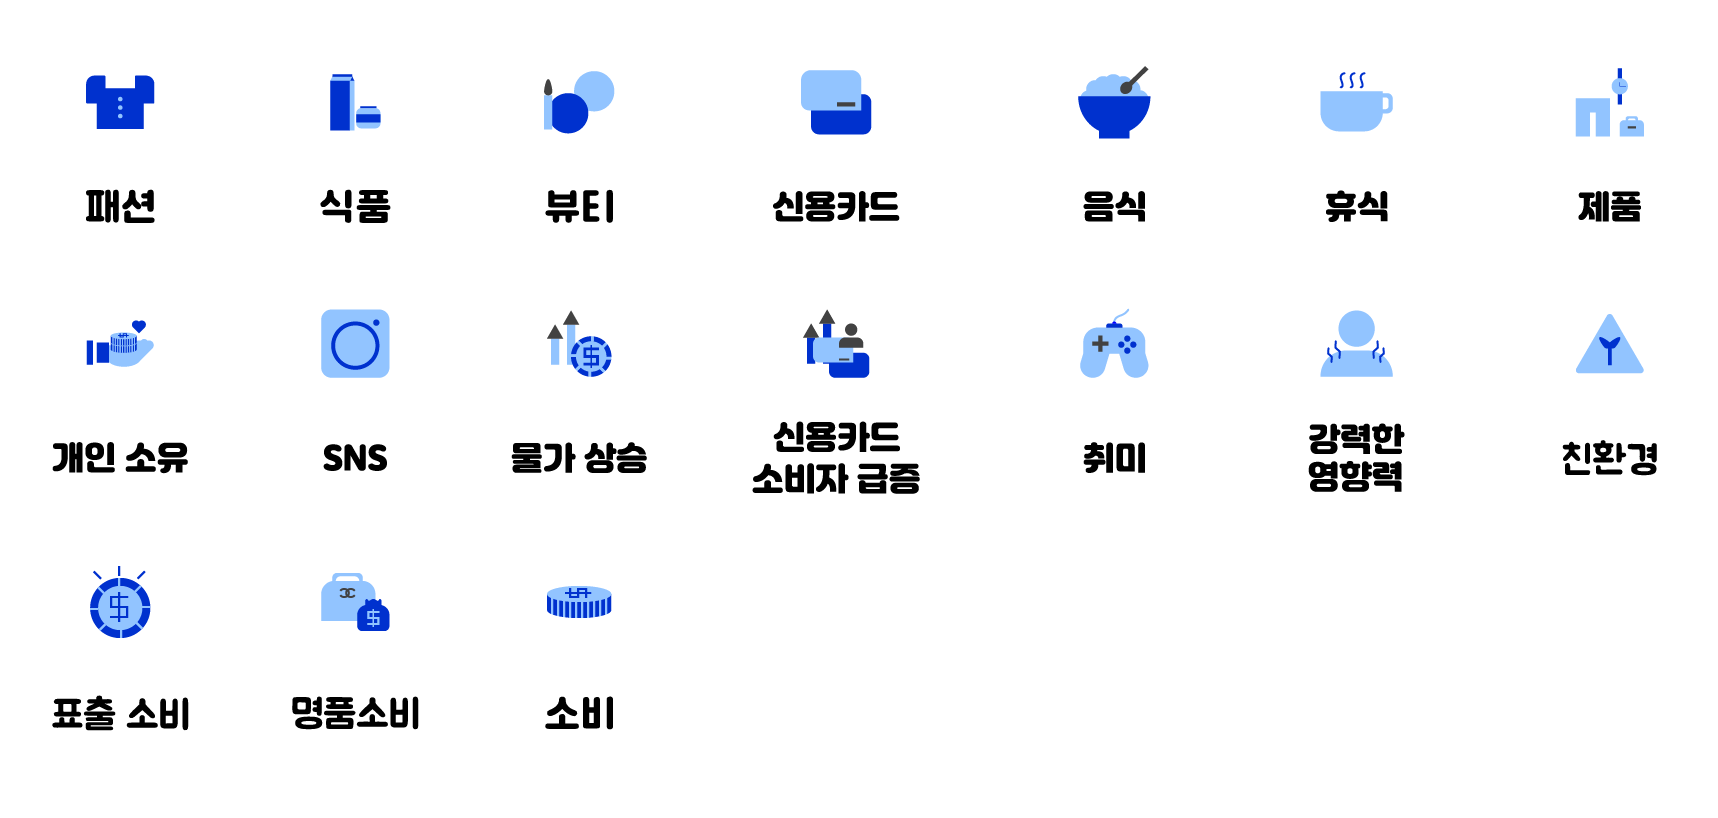 패션
식품
뷰티
신용카드
음식
휴식
제품
개인 소유
SNS
물가 상승
신용카드
소비자 급증
취미
강력한
영향력
친환경
표출 소비
명품소비
소비